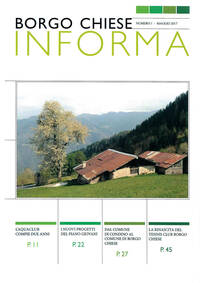 BORGO CHIESE
NUMERO 1 - MAGGIO 2017
INFORMA
L'AQUACLUB
COMPIE DUE ANNI
P. 11
I NUOVI PROGETTI
DEL PIANO GIOVANI
P. 22
DAL COMUNE
DI CONDINO AL
COMUNE DI BORGO
CHIESE
P. 27
LA RINASCITA DEL
TENNIS CLUB BORGO
CHIESE
P. 45